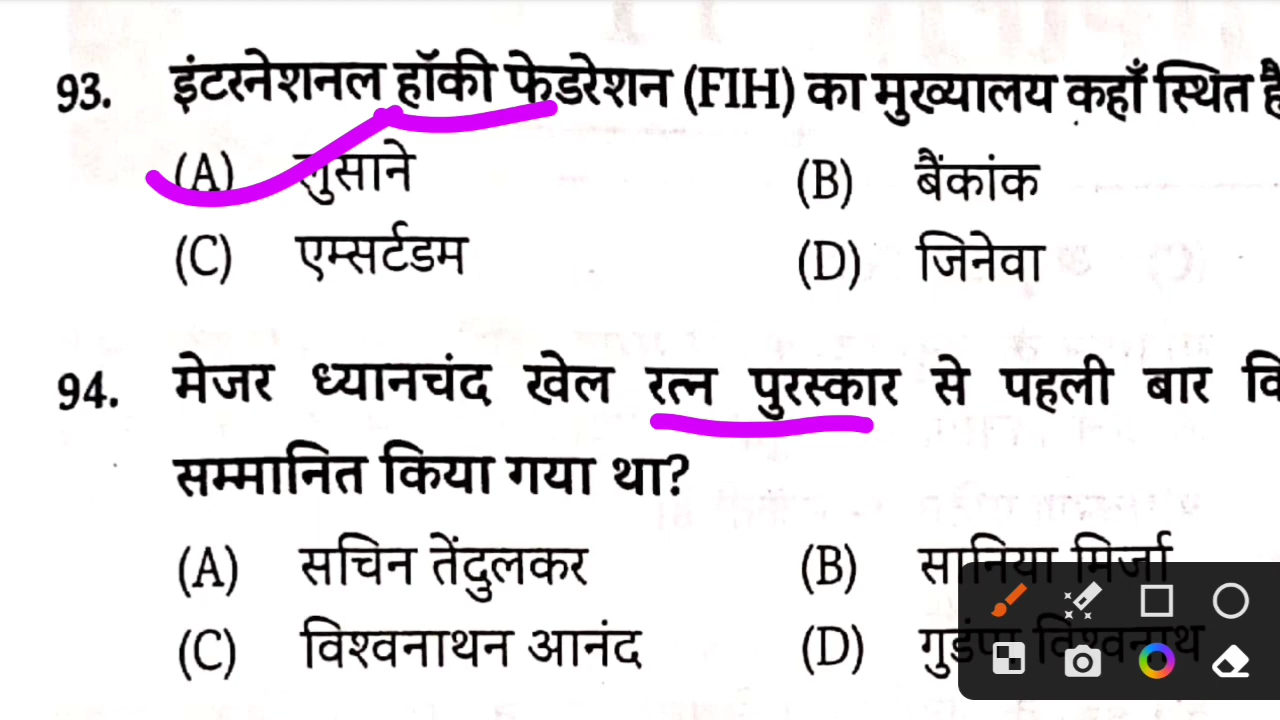 93. इंटरनेशनल हॉकी फेडरेशन (FIH) का मुख्यालय कहाँ स्थित है
(A) लुसाने (B) बैंकांक
(C) एम्सर्टडम (D) जिनेवा
94. मेजर ध्यानचंद खेल रत्न पुरस्कार से पहली बार
सम्मानित किया गया था?
(A) सचिन तेंदुलकर (B) सानिया मिर्जा
(C) विश्वनाथन आनंद (D) गुडंपा विश्वनाथ